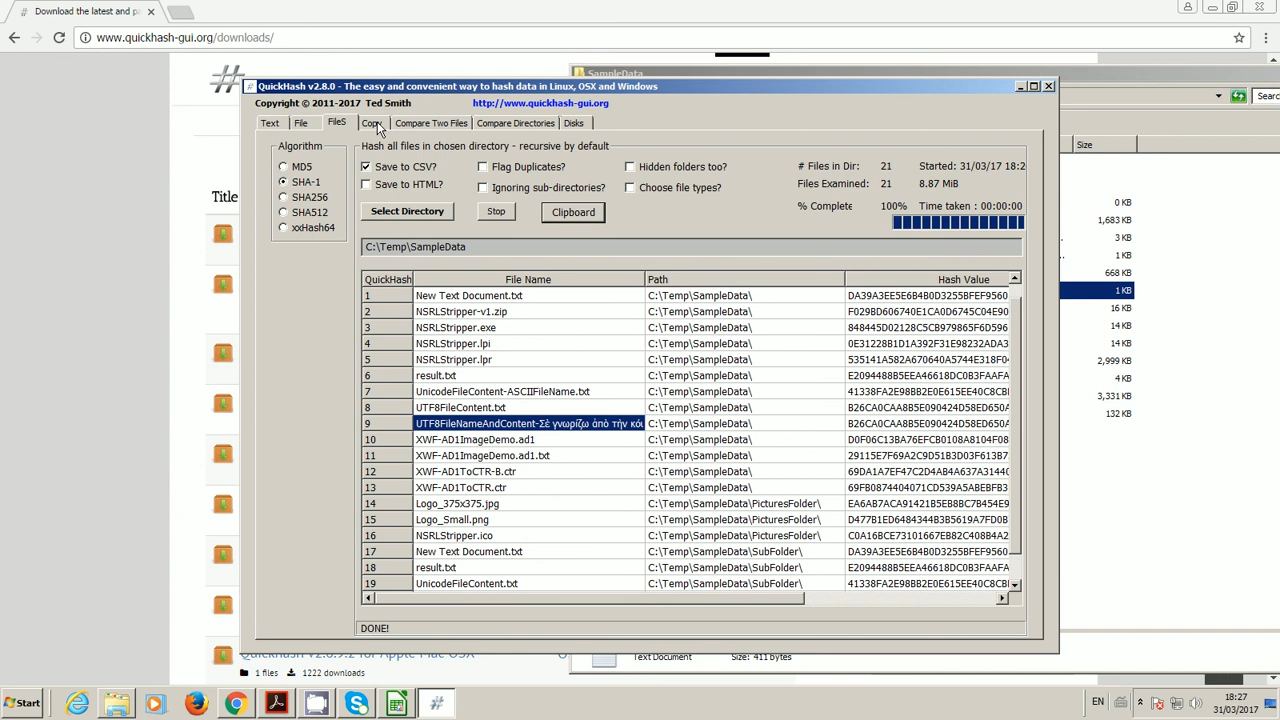 Download the latest and p
www.quickhash-gui.org/downloads/
#
SampleData
QuickHash v2.8.0 - The easy and convenient way to hash data in Linux, OSX and Windows
Copyright © 2011-2017 Ted Smith http://www.quickhash-gui.org
Text File FileS Copy Compare Two Files Compare Directories Disks
Sear
Algorithm
MD5
SHA-1
SHA256
SHA512
xxHash64
Hash all files in chosen directory - recursive by default
Save to CSV? Flag Duplicates? Hidden folders too?
Save to HTML? Ignoring sub-directories? Choose file types?
Select Directory Stop Clipboard
# Files in Dir: 21 Started: 31/03/17 18:2
Files Examined: 21 8.87 MiB
% Complete 100% Time taken : 00:00:00
C:\Temp\SampleData
QuickHash File Name Path Hash Value
1 New Text Document.txt C:\Temp\SampleData\ DA39A3EE5E6B4B0D3255BFEF9560
2 NSRLStripper-v1.zip C:\Temp\SampleData\ F029BD606740E1CA0D6745C04E90
3 NSRLStripper.exe C:\Temp\SampleData\ 848445D02128C5CB979865F6D596
4 NSRLStripper.lpi C:\Temp\SampleData\ 0E31228B1D1A392F31E98232ADA3
5 NSRLStripper.lpr C:\Temp\SampleData\ 535141A582A670640A5744E318F0
6 result.txt C:\Temp\SampleData\ E2094488B5EEA46618DC0B3FAAFA
7 UnicodeFileContent-ASCIIFileName.txt C:\Temp\SampleData\ 41338FA2E98BB2E0E615EE40C8CB
8 UTF8FileContent.txt C:\Temp\SampleData\ B26CA0CAA8B5E090424D58ED650A
9 UTF8FileNameAndContent-Σὲ γνωρίζω ἀπὸ τὴν κό C:\Temp\SampleData\ B26CA0CAA8B5E090424D58ED650A
10 XWF-AD1ImageDemo.ad1 C:\Temp\SampleData\ D0F06C13BA76EFCB0108A8104F08
11 XWF-AD1ImageDemo.ad1.txt C:\Temp\SampleData\ 29115E7F69A2C9D51B3D03F613B7
12 XWF-AD1ToCTR-B.ctr C:\Temp\SampleData\ 69DA1A7EF47C2D4AB4A637A31440
13 XWF-AD1ToCTR.ctr C:\Temp\SampleData\ 69FB0874404071CD539A5ABEBFB3
14 Logo_375x375.jpg C:\Temp\SampleData\PicturesFolder\ EA6AB7ACA91421B5EB8BC7B454E9
15 Logo_Small.png C:\Temp\SampleData\PicturesFolder\ D477B1ED6484344B3B5619A7FD0B
16 NSRLStripper.ico C:\Temp\SampleData\PicturesFolder\ C0A16BCE37101667EB82C408B4A2
17 New Text Document.txt C:\Temp\SampleData\SubFolder\ DA39A3EE5E6B4B0D3255BFEF9560
18 result.txt C:\Temp\SampleData\SubFolder\ E2094488B5EEA46618DC0B3FAAFA
19 UnicodeFileContent.txt C:\Temp\SampleData\SubFolder\ 41338FA2E98BB2E0E615EE40C8CB
DONE!
Title
Size
0 KB
1,683 KB
3 KB
668 KB
1 KB
16 KB
14 KB
14 KB
2,999 KB
4 KB
3,331 KB
132 KB
1 files 1222 downloads
Text Document Size: 411 bytes
Start
EN
18:27
31/03/2017